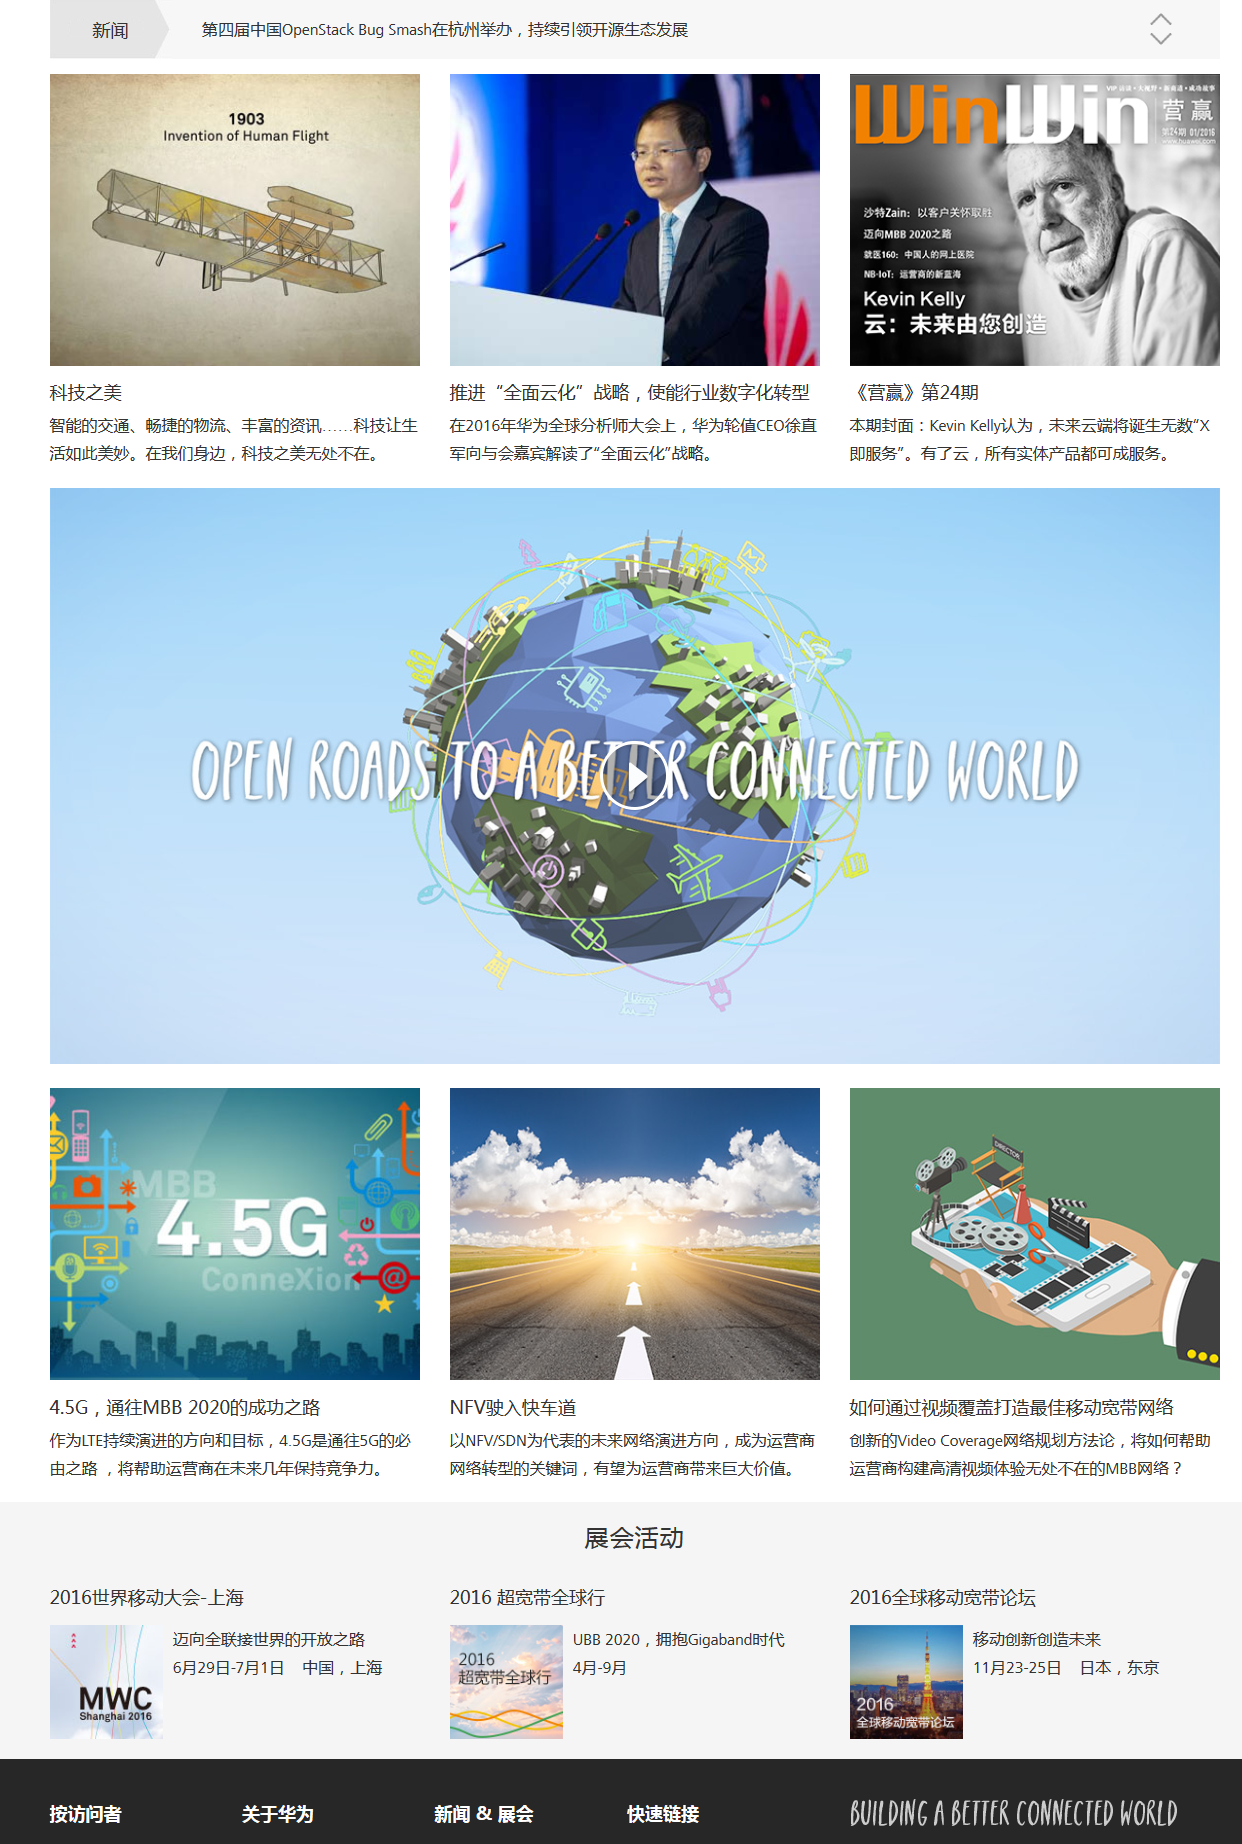 新闻
第四届中国OpenStack Bug Smash在杭州举办，持续引领开源生态发展
1903
Invention of Human Flight
WinWin
VIP 访谈 • 大视野 • 新商道 • 成功故事
营赢
第24期 01/2016
www.huawei.com
沙特Zain：以客户关怀取胜
迈向MBB 2020之路
就医160：中国人的网上医院
NB-IoT：运营商的新蓝海
Kevin Kelly
云：未来由您创造
科技之美
智能的交通、畅捷的物流、丰富的资讯……科技让生
活如此美妙。在我们身边，科技之美无处不在。
推进“全面云化”战略，使能行业数字化转型
在2016年华为全球分析师大会上，华为轮值CEO徐直
军向与会嘉宾解读了“全面云化”战略。
《营赢》第24期
本期封面：Kevin Kelly认为，未来云端将诞生无数“X
即服务”。有了云，所有实体产品都可成服务。
OPEN ROADS TO A BETTER CONNECTED WORLD
MBB
4.5G
ConneXion
DIRECTOR
4.5G，通往MBB 2020的成功之路
作为LTE持续演进的方向和目标，4.5G是通往5G的必
由之路 ，将帮助运营商在未来几年保持竞争力。
NFV驶入快车道
以NFV/SDN为代表的未来网络演进方向，成为运营商
网络转型的关键词，有望为运营商带来巨大价值。
如何通过视频覆盖打造最佳移动宽带网络
创新的Video Coverage网络规划方法论，将如何帮助
运营商构建高清视频体验无处不在的MBB网络？
展会活动
2016世界移动大会-上海
MWC
Shanghai 2016
迈向全联接世界的开放之路
6月29日-7月1日 中国，上海
2016 超宽带全球行
2016
超宽带全球行
UBB 2020，拥抱Gigaband时代
4月-9月
2016全球移动宽带论坛
2016
全球移动宽带论坛
移动创新创造未来
11月23-25日 日本，东京
按访问者
关于华为
新闻 & 展会
快速链接
BUILDING A BETTER CONNECTED WORLD